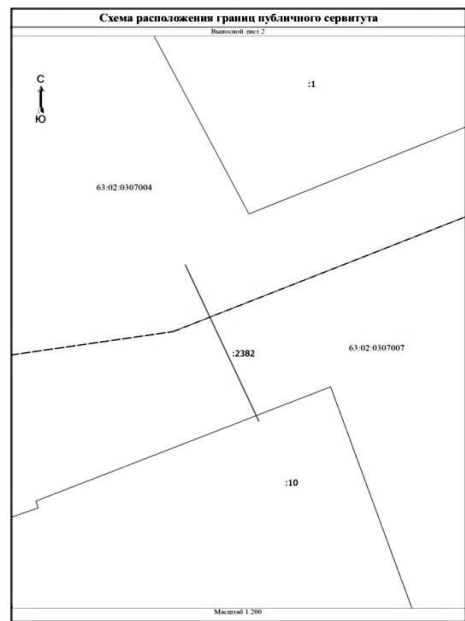 Схема расположения границ публичного сервитута
Выносной лист 2
:1
С
Ю
63:02:0307004
:2382
63:02:0307007
:10
Масштаб 1:200